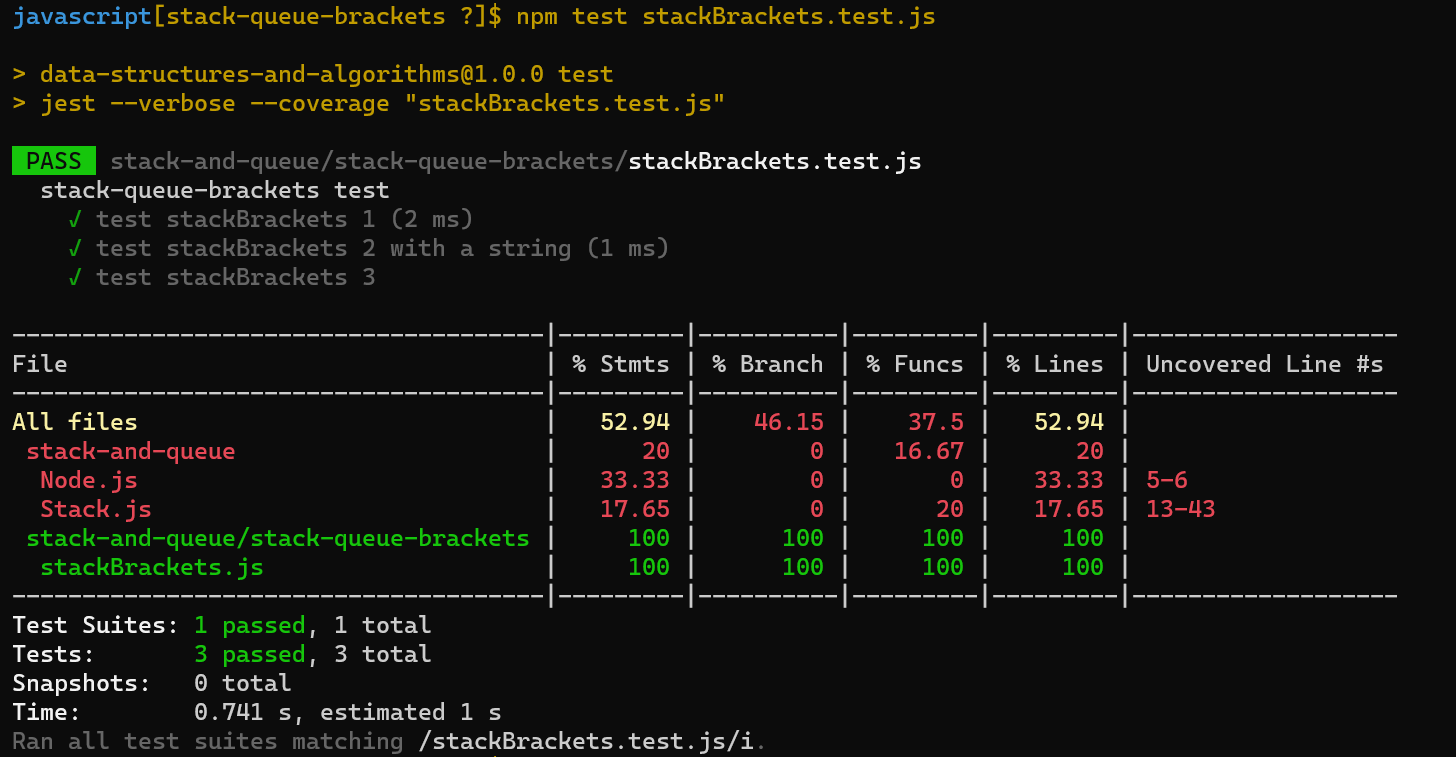 javascript[stack-queue-brackets ?]$ npm test stackBrackets.test.js
> data-structures-and-algorithms@1.0.0 test
> jest --verbose --coverage "stackBrackets.test.js"
PASS stack-and-queue/stack-queue-brackets/stackBrackets.test.js
stack-queue-brackets test
√ test stackBrackets 1 (2 ms)
√ test stackBrackets 2 with a string (1 ms)
√ test stackBrackets 3
--------------------------------------|---------|----------|---------|---------|-------------------
File | % Stmts | % Branch | % Funcs | % Lines | Uncovered Line #s
--------------------------------------|---------|----------|---------|---------|-------------------
All files | 52.94 | 46.15 | 37.5 | 52.94 |
stack-and-queue | 20 | 0 | 16.67 | 20 |
Node.js | 33.33 | 0 | 0 | 33.33 | 5-6
Stack.js | 17.65 | 0 | 20 | 17.65 | 13-43
stack-and-queue/stack-queue-brackets | 100 | 100 | 100 | 100 |
stackBrackets.js | 100 | 100 | 100 | 100 |
--------------------------------------|---------|----------|---------|---------|-------------------
Test Suites: 1 passed, 1 total
Tests: 3 passed, 3 total
Snapshots: 0 total
Time: 0.741 s, estimated 1 s
Ran all test suites matching /stackBrackets.test.js/i.